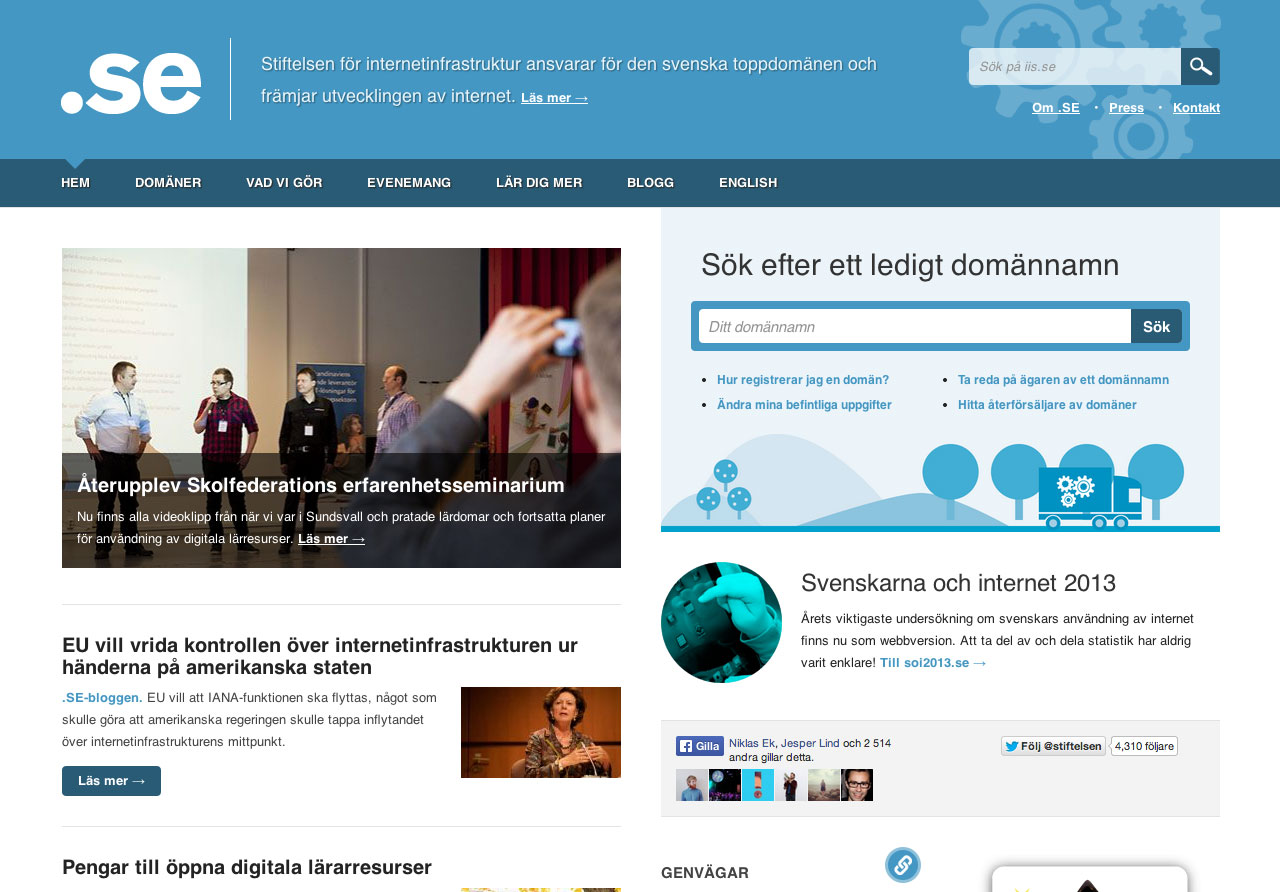 .se
Stiftelsen för internetinfrastruktur ansvarar för den svenska toppdomänen och
främjar utvecklingen av internet. Läs mer →
Sök på iis.se
Om .SE • Press • Kontakt
HEM DOMÄNER VAD VI GÖR EVENEMANG LÄR DIG MER BLOGG ENGLISH
Återupplev Skolfederations erfarenhetsseminarium
Nu finns alla videoklipp från när vi var i Sundsvall och pratade lärdomar och fortsatta planer
för användning av digitala lärresurser. Läs mer →
EU vill vrida kontrollen över internetinfrastrukturen ur
händerna på amerikanska staten
.SE-bloggen. EU vill att IANA-funktionen ska flyttas, något som
skulle göra att amerikanska regeringen skulle tappa inflytandet
över internetinfrastrukturens mittpunkt.
Läs mer →
Pengar till öppna digitala lärarresurser
Sök efter ett ledigt domännamn
Ditt domännamn
Sök
• Hur registrerar jag en domän?
• Ändra mina befintliga uppgifter
• Ta reda på ägaren av ett domännamn
• Hitta återförsäljare av domäner
Svenskarna och internet 2013
Årets viktigaste undersökning om svenskars användning av internet
finns nu som webbversion. Att ta del av och dela statistik har aldrig
varit enklare! Till soi2013.se →
Gilla
Niklas Ek, Jesper Lind och 2 514
andra gillar detta.
Följ @stiftelsen
4,310 följare
GENVÄGAR